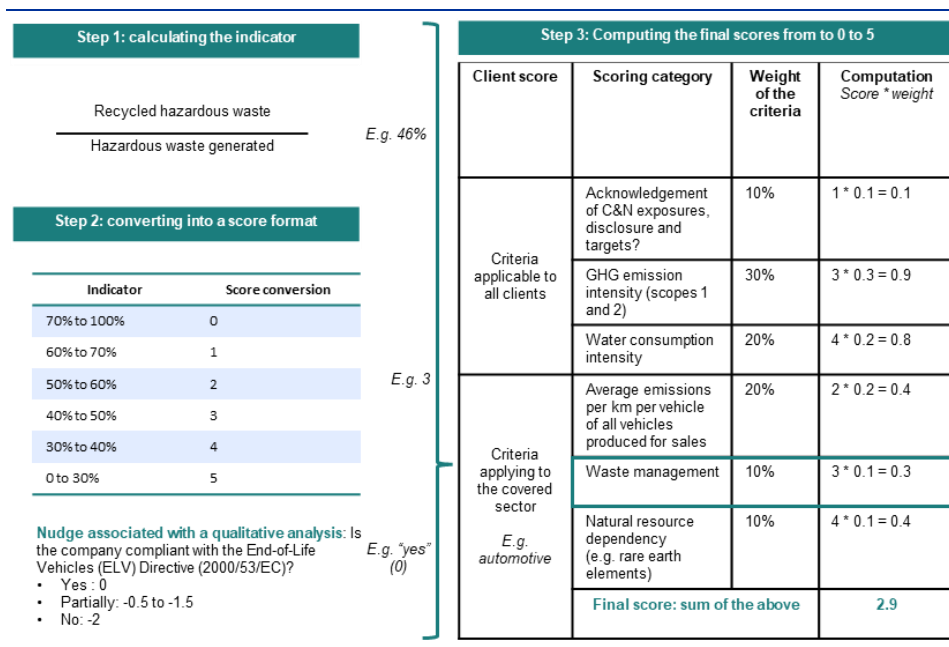 Step 1: calculating the indicator
Recycled hazardous waste
Hazardous waste generated
E.g. 46%
Step 2: converting into a score format
Indicator Score conversion
70% to 100% 0
60% to 70% 1
50% to 60% 2
40% to 50% 3
30% to 40% 4
0 to 30% 5
E.g. 3
Nudge associated with a qualitative analysis: Is
the company compliant with the End-of-Life
Vehicles (ELV) Directive (2000/53/EC)?
• Yes : 0
• Partially: -0.5 to -1.5
• No: -2
E.g. “yes”
(0)
Step 3: Computing the final scores from to 0 to 5
Client score Scoring category Weight Computation
of the Score * weight
criteria
Criteria
applicable to
all clients
Acknowledgement 10% 1 * 0.1 = 0.1
of C&N exposures,
disclosure and
targets?
GHG emission 30% 3 * 0.3 = 0.9
intensity (scopes 1
and 2)
Water consumption 20% 4 * 0.2 = 0.8
intensity
Criteria
applying to
the covered
sector
E.g.
automotive
Average emissions 20% 2 * 0.2 = 0.4
per km per vehicle
of all vehicles
produced for sales
Waste management 10% 3 * 0.1 = 0.3
Natural resource 10% 4 * 0.1 = 0.4
dependency
(e.g. rare earth
elements)
Final score: sum of the above 2.9